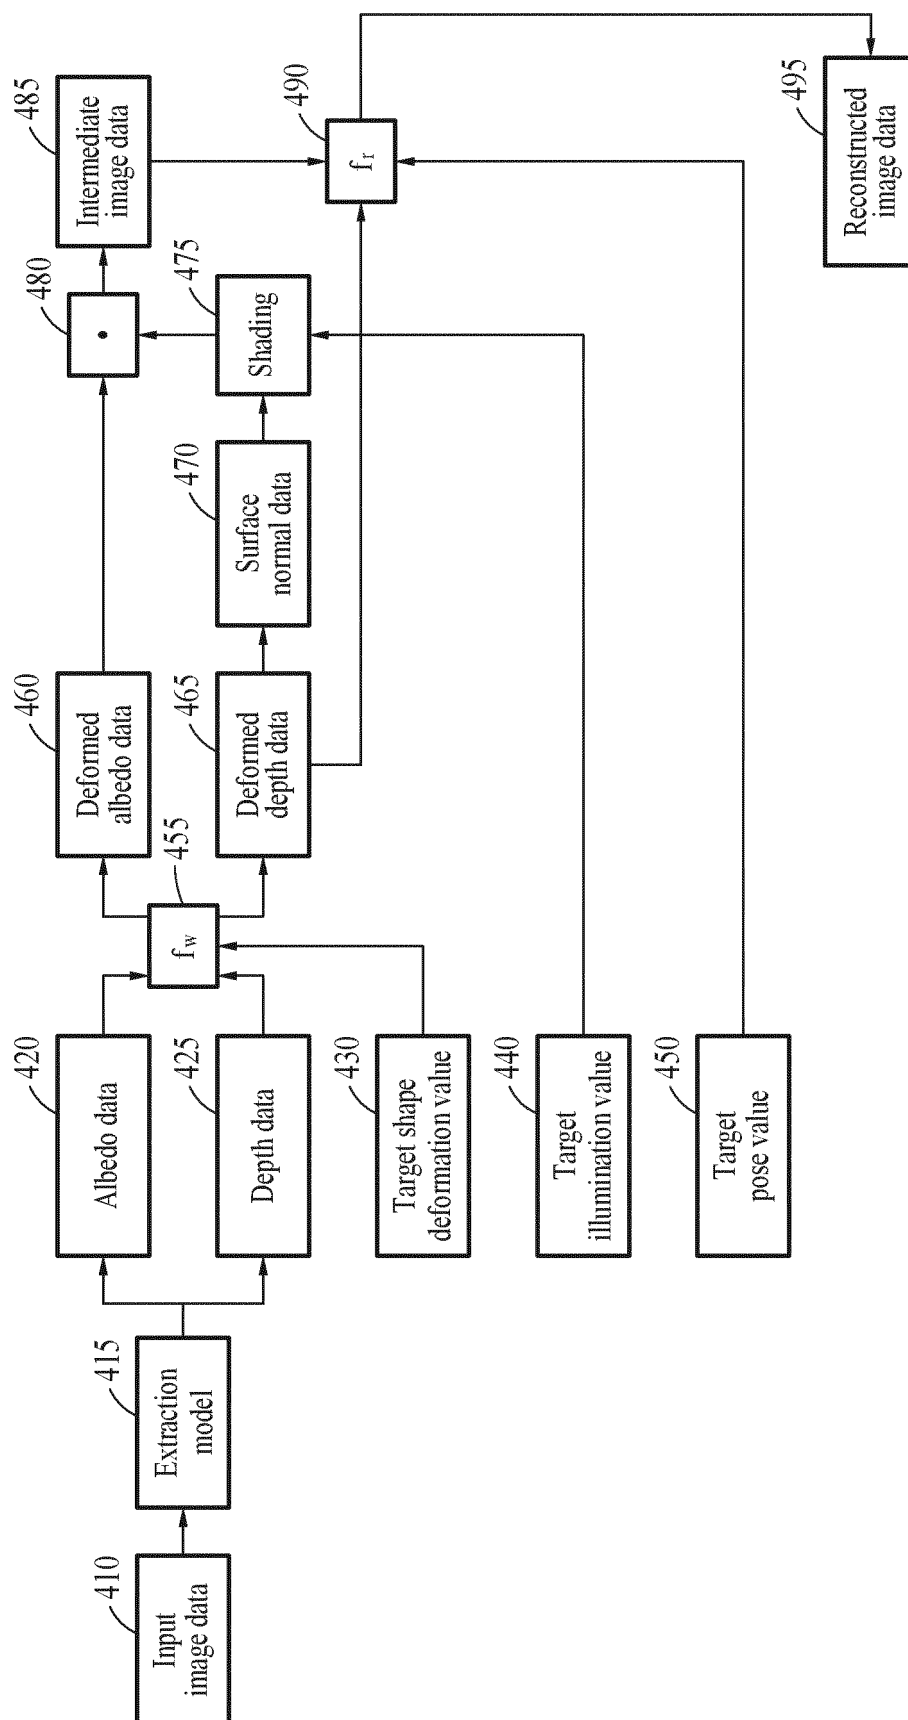 410
Input
image data
415
Extraction
model
420
Albedo data
425
Depth data
430
Target shape
deformation value
440
Target
illumination value
450
Target
pose value
455
f_w
460
Deformed
albedo data
465
Deformed
depth data
470
Surface
normal data
475
Shading
480
•
485
Intermediate
image data
490
f_r
495
Reconstructed
image data